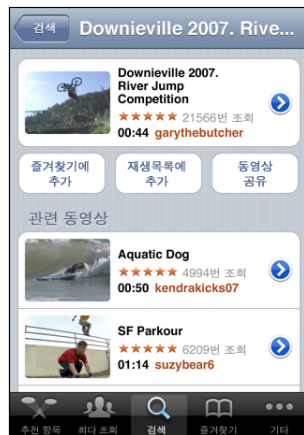 검색
Downieville 2007. Rive...
Downieville 2007.
River Jump
Competition
21566번 조회
00:44 garythebutcher
즐겨찾기에
추가
재생목록에
추가
동영상
공유
관련 동영상
Aquatic Dog
4994번 조회
00:50 kendrakicks07
SF Parkour
6209번 조회
01:14 suzybear6
추천 항목
최다 조회
검색
즐겨찾기
기타